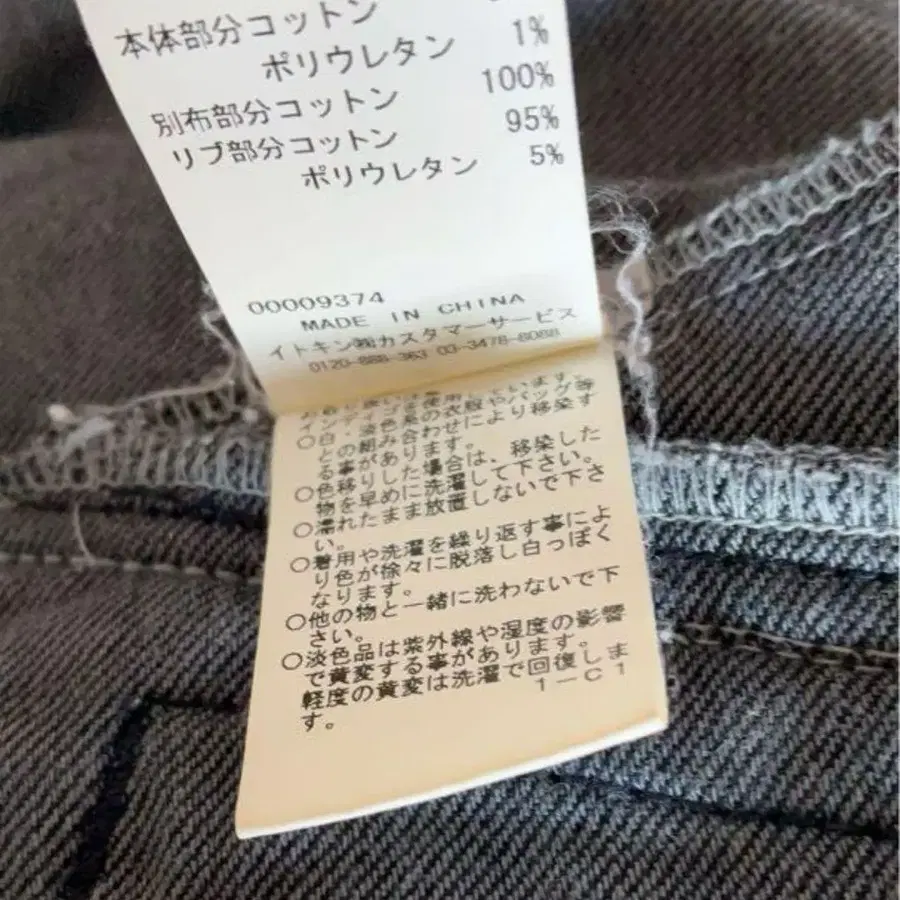 本体部分コットン
ポリウレタン 1%
別布部分コットン 100%
リブ部分コットン 95%
ポリウレタン 5%
00009374
MADE IN CHINA
イトキン㈱カスタマーサービス
0120-888-363 03-3478-8088
を使用しています。
○白・淡色系の衣服やバッグ等
との組み合わせにより移染す
る事があります。
○色移りした場合は、移染した
物を早めに洗濯して下さい。
○濡れたまま放置しないで下さ
い。
○着用や洗濯を繰り返す事によ
り色が徐々に脱落し白っぽく
なります。
○他の物と一緒に洗わないで下
さい。
○淡色品は紫外線や湿度の影響
で黄変する事があります。
軽度の黄変は洗濯で回復しま
す。
1－C1